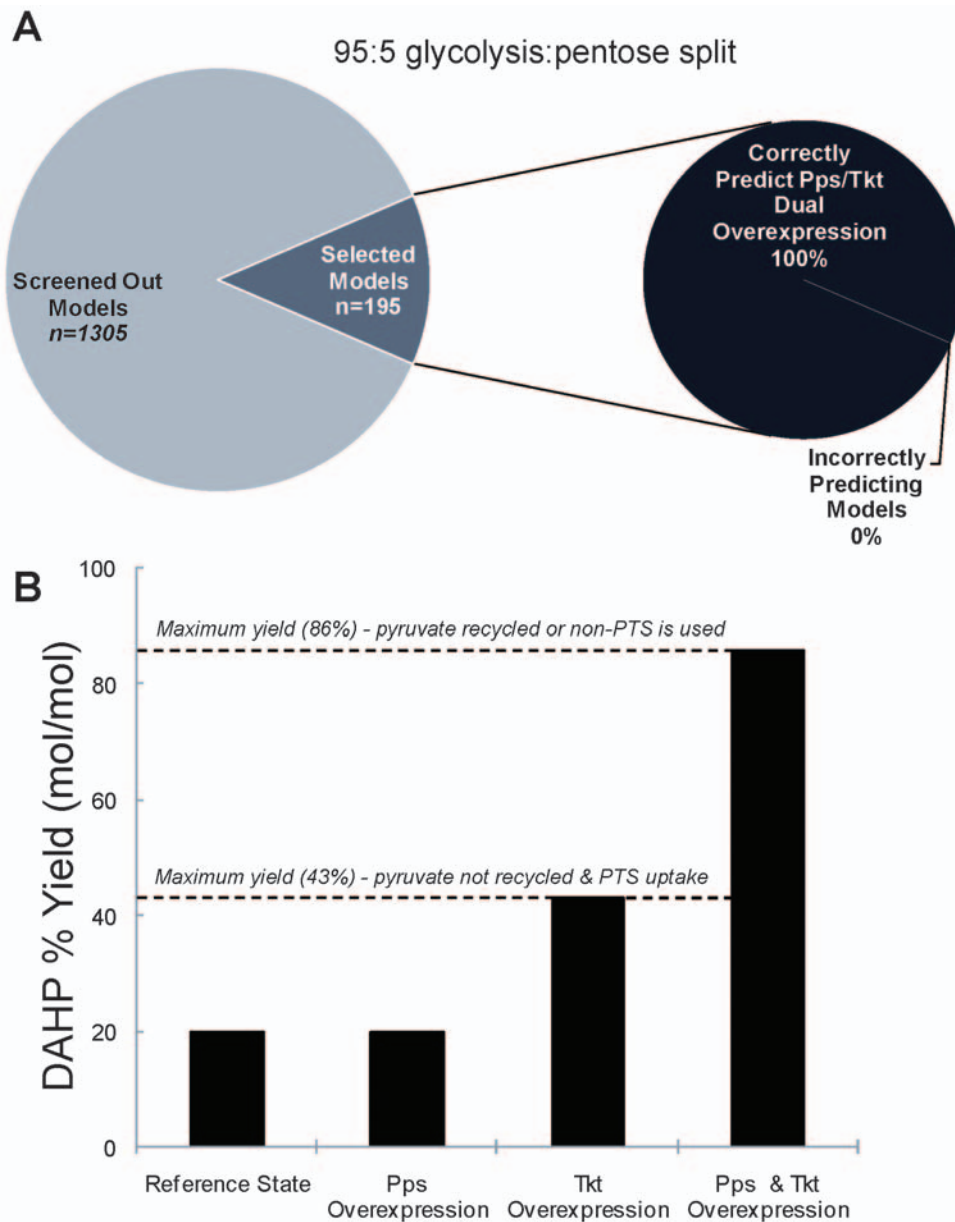 A
95:5 glycolysis:pentose split
Screened Out
Models
n=1305
Selected
Models
n=195
Correctly
Predict Pps/Tkt
Dual
Overexpression
100%
Incorrectly
Predicting
Models
0%
B
DAHP % Yield (mol/mol)
100
80
60
40
20
0
Maximum yield (86%) - pyruvate recycled or non-PTS is used
Maximum yield (43%) - pyruvate not recycled & PTS uptake
Reference State
Pps
Overexpression
Tkt
Overexpression
Pps & Tkt
Overexpression